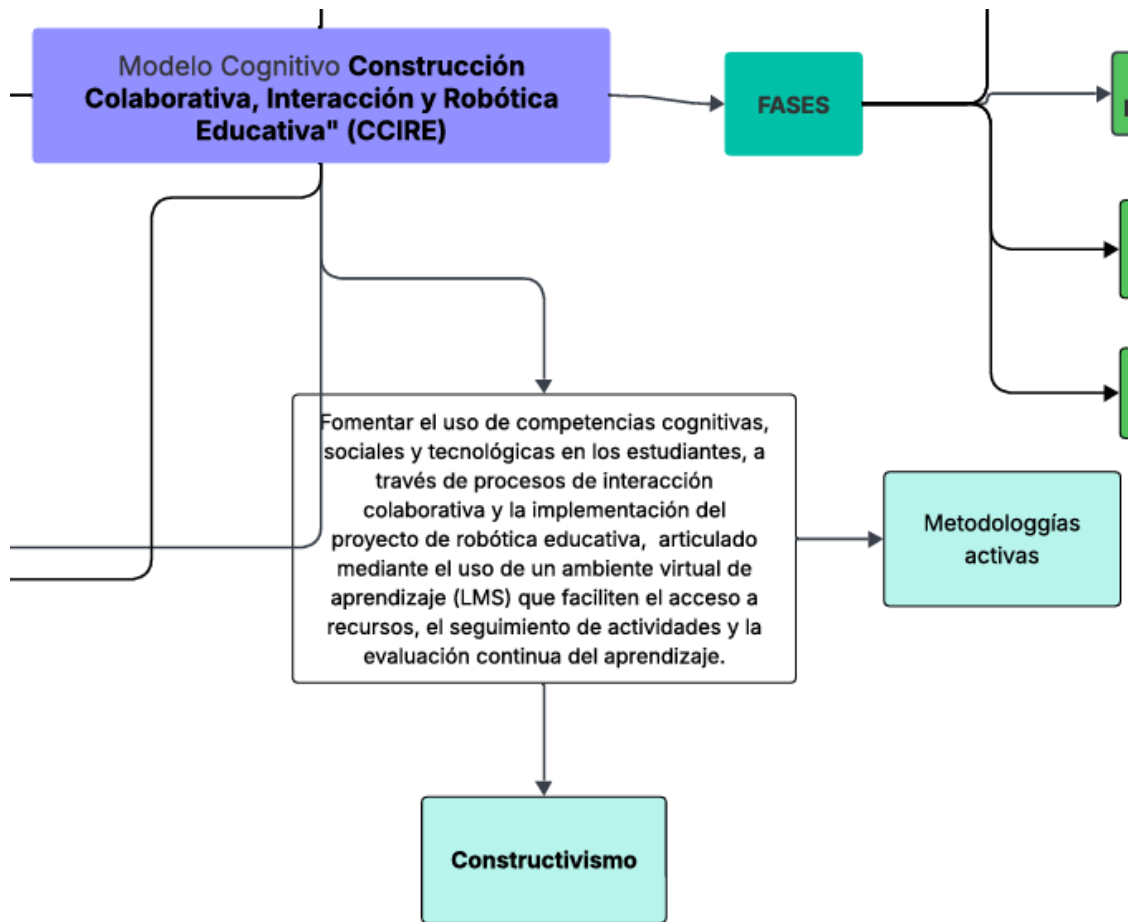 Modelo Cognitivo Construcción
Colaborativa, Interacción y Robótica
Educativa" (CCIRE)
FASES
Fomentar el uso de competencias cognitivas,
sociales y tecnológicas en los estudiantes, a
través de procesos de interacción
colaborativa y la implementación del
proyecto de robótica educativa,  articulado
mediante el uso de un ambiente virtual de
aprendizaje (LMS) que faciliten el acceso a
recursos, el seguimiento de actividades y la
evaluación continua del aprendizaje.
Metodologgías
activas
Constructivismo